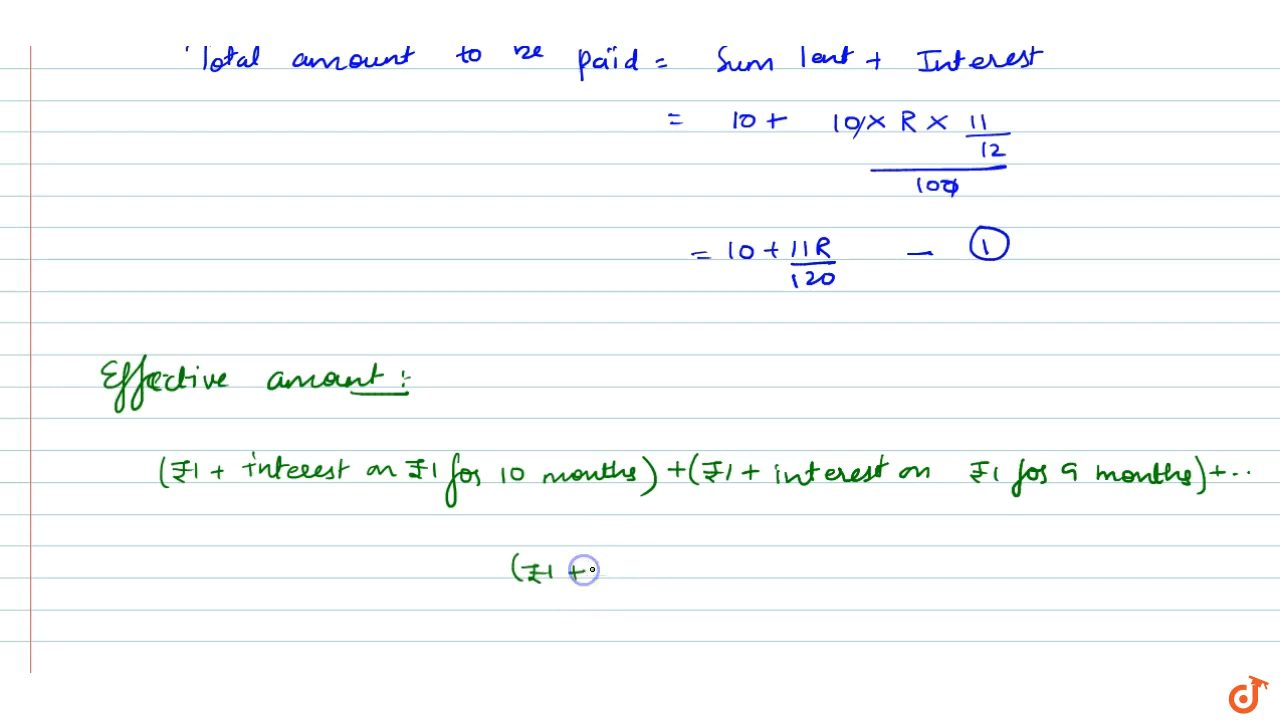 Total amount to be paid = Sum lent + Interest
= 10 + 10 × R × 11/12
100
= 10 + 11R/120 — ①
Effective amount :
(₹1 + interest on ₹1 for 10 months) + (₹1 + interest on ₹1 for 9 months) + ...
(₹1 +